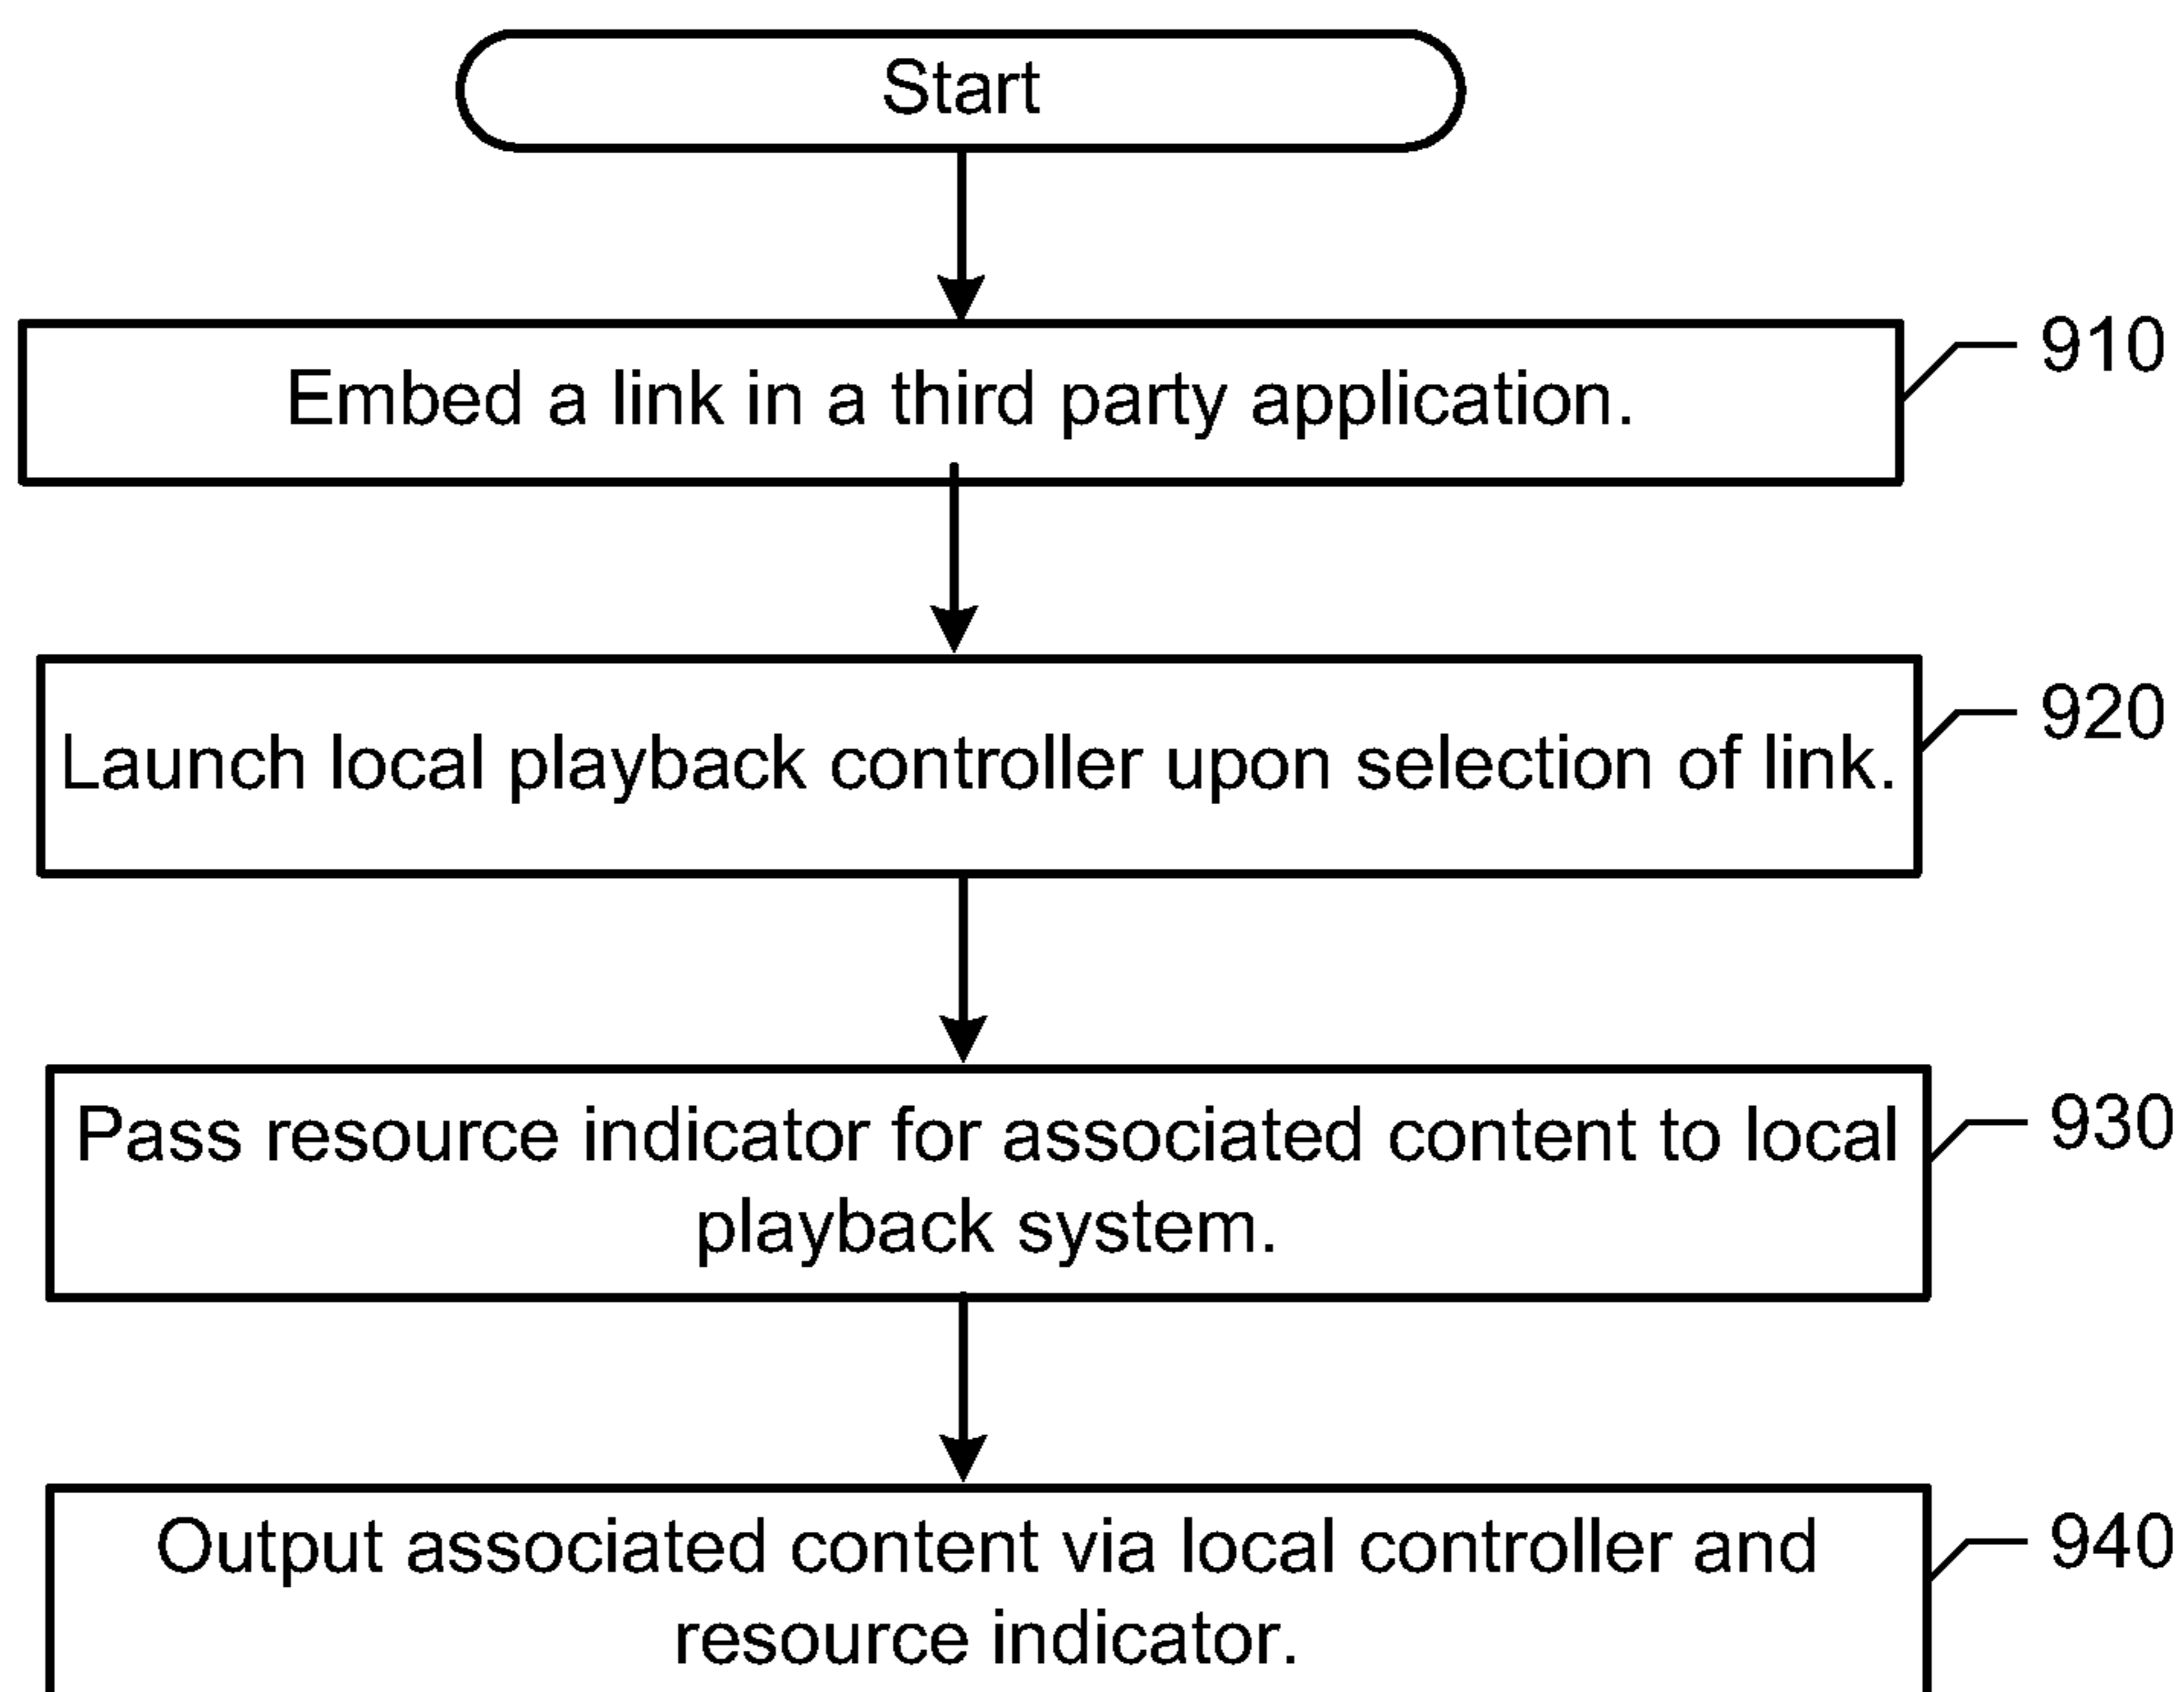 Start
910
Embed a link in a third party application.
920
Launch local playback controller upon selection of link.
930
Pass resource indicator for associated content to local
playback system.
940
Output associated content via local controller and
resource indicator.